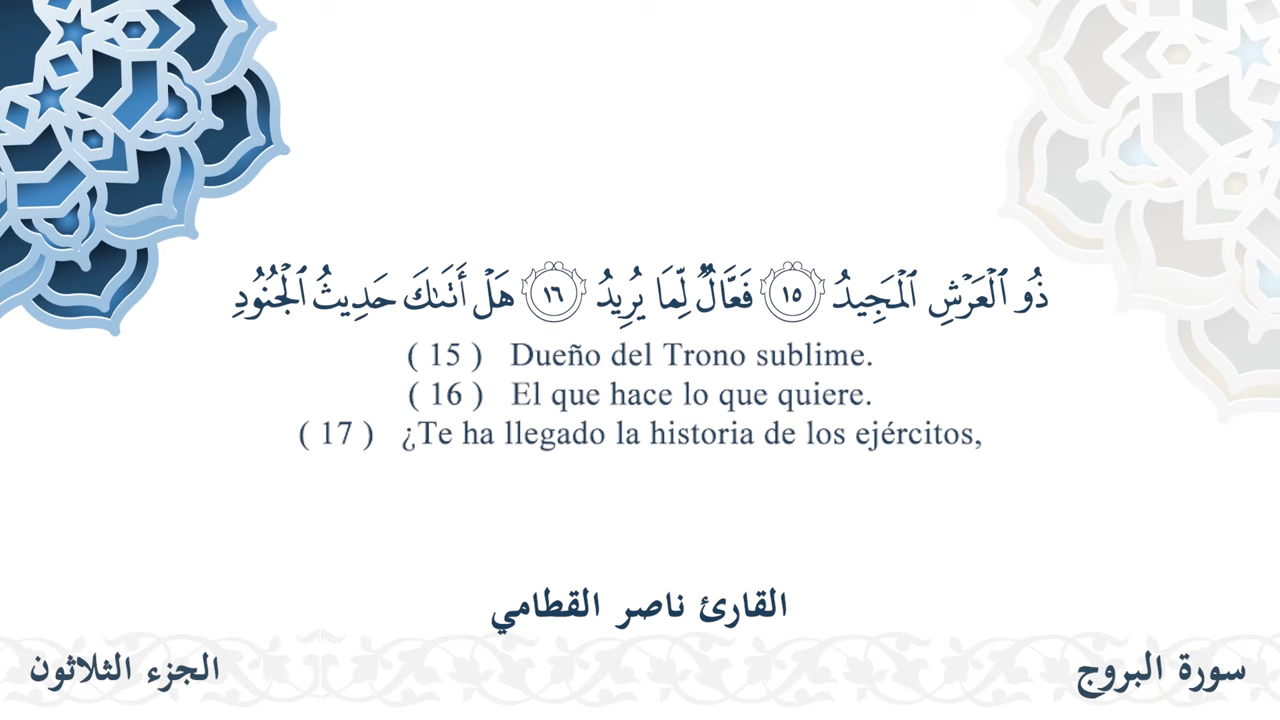 ذُو ٱلْعَرْشِ ٱلْمَجِيدُ ١٥ فَعَّالٌ لِّمَا يُرِيدُ ١٦ هَلْ أَتَىٰكَ حَدِيثُ ٱلْجُنُودِ
( 15 ) Dueño del Trono sublime.
( 16 ) El que hace lo que quiere.
( 17 ) ¿Te ha llegado la historia de los ejércitos,
القارئ ناصر القطامي
سورة البروج
الجزء الثلاثون